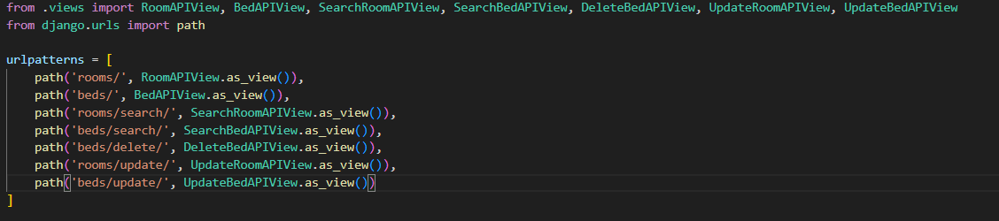 from .views import RoomAPIView, BedAPIView, SearchRoomAPIView, SearchBedAPIView, DeleteBedAPIView, UpdateRoomAPIView, UpdateBedAPIView
from django.urls import path

urlpatterns = [
    path('rooms/', RoomAPIView.as_view()),
    path('beds/', BedAPIView.as_view()),
    path('rooms/search/', SearchRoomAPIView.as_view()),
    path('beds/search/', SearchBedAPIView.as_view()),
    path('beds/delete/', DeleteBedAPIView.as_view()),
    path('rooms/update/', UpdateRoomAPIView.as_view()),
    path('beds/update/', UpdateBedAPIView.as_view())
]